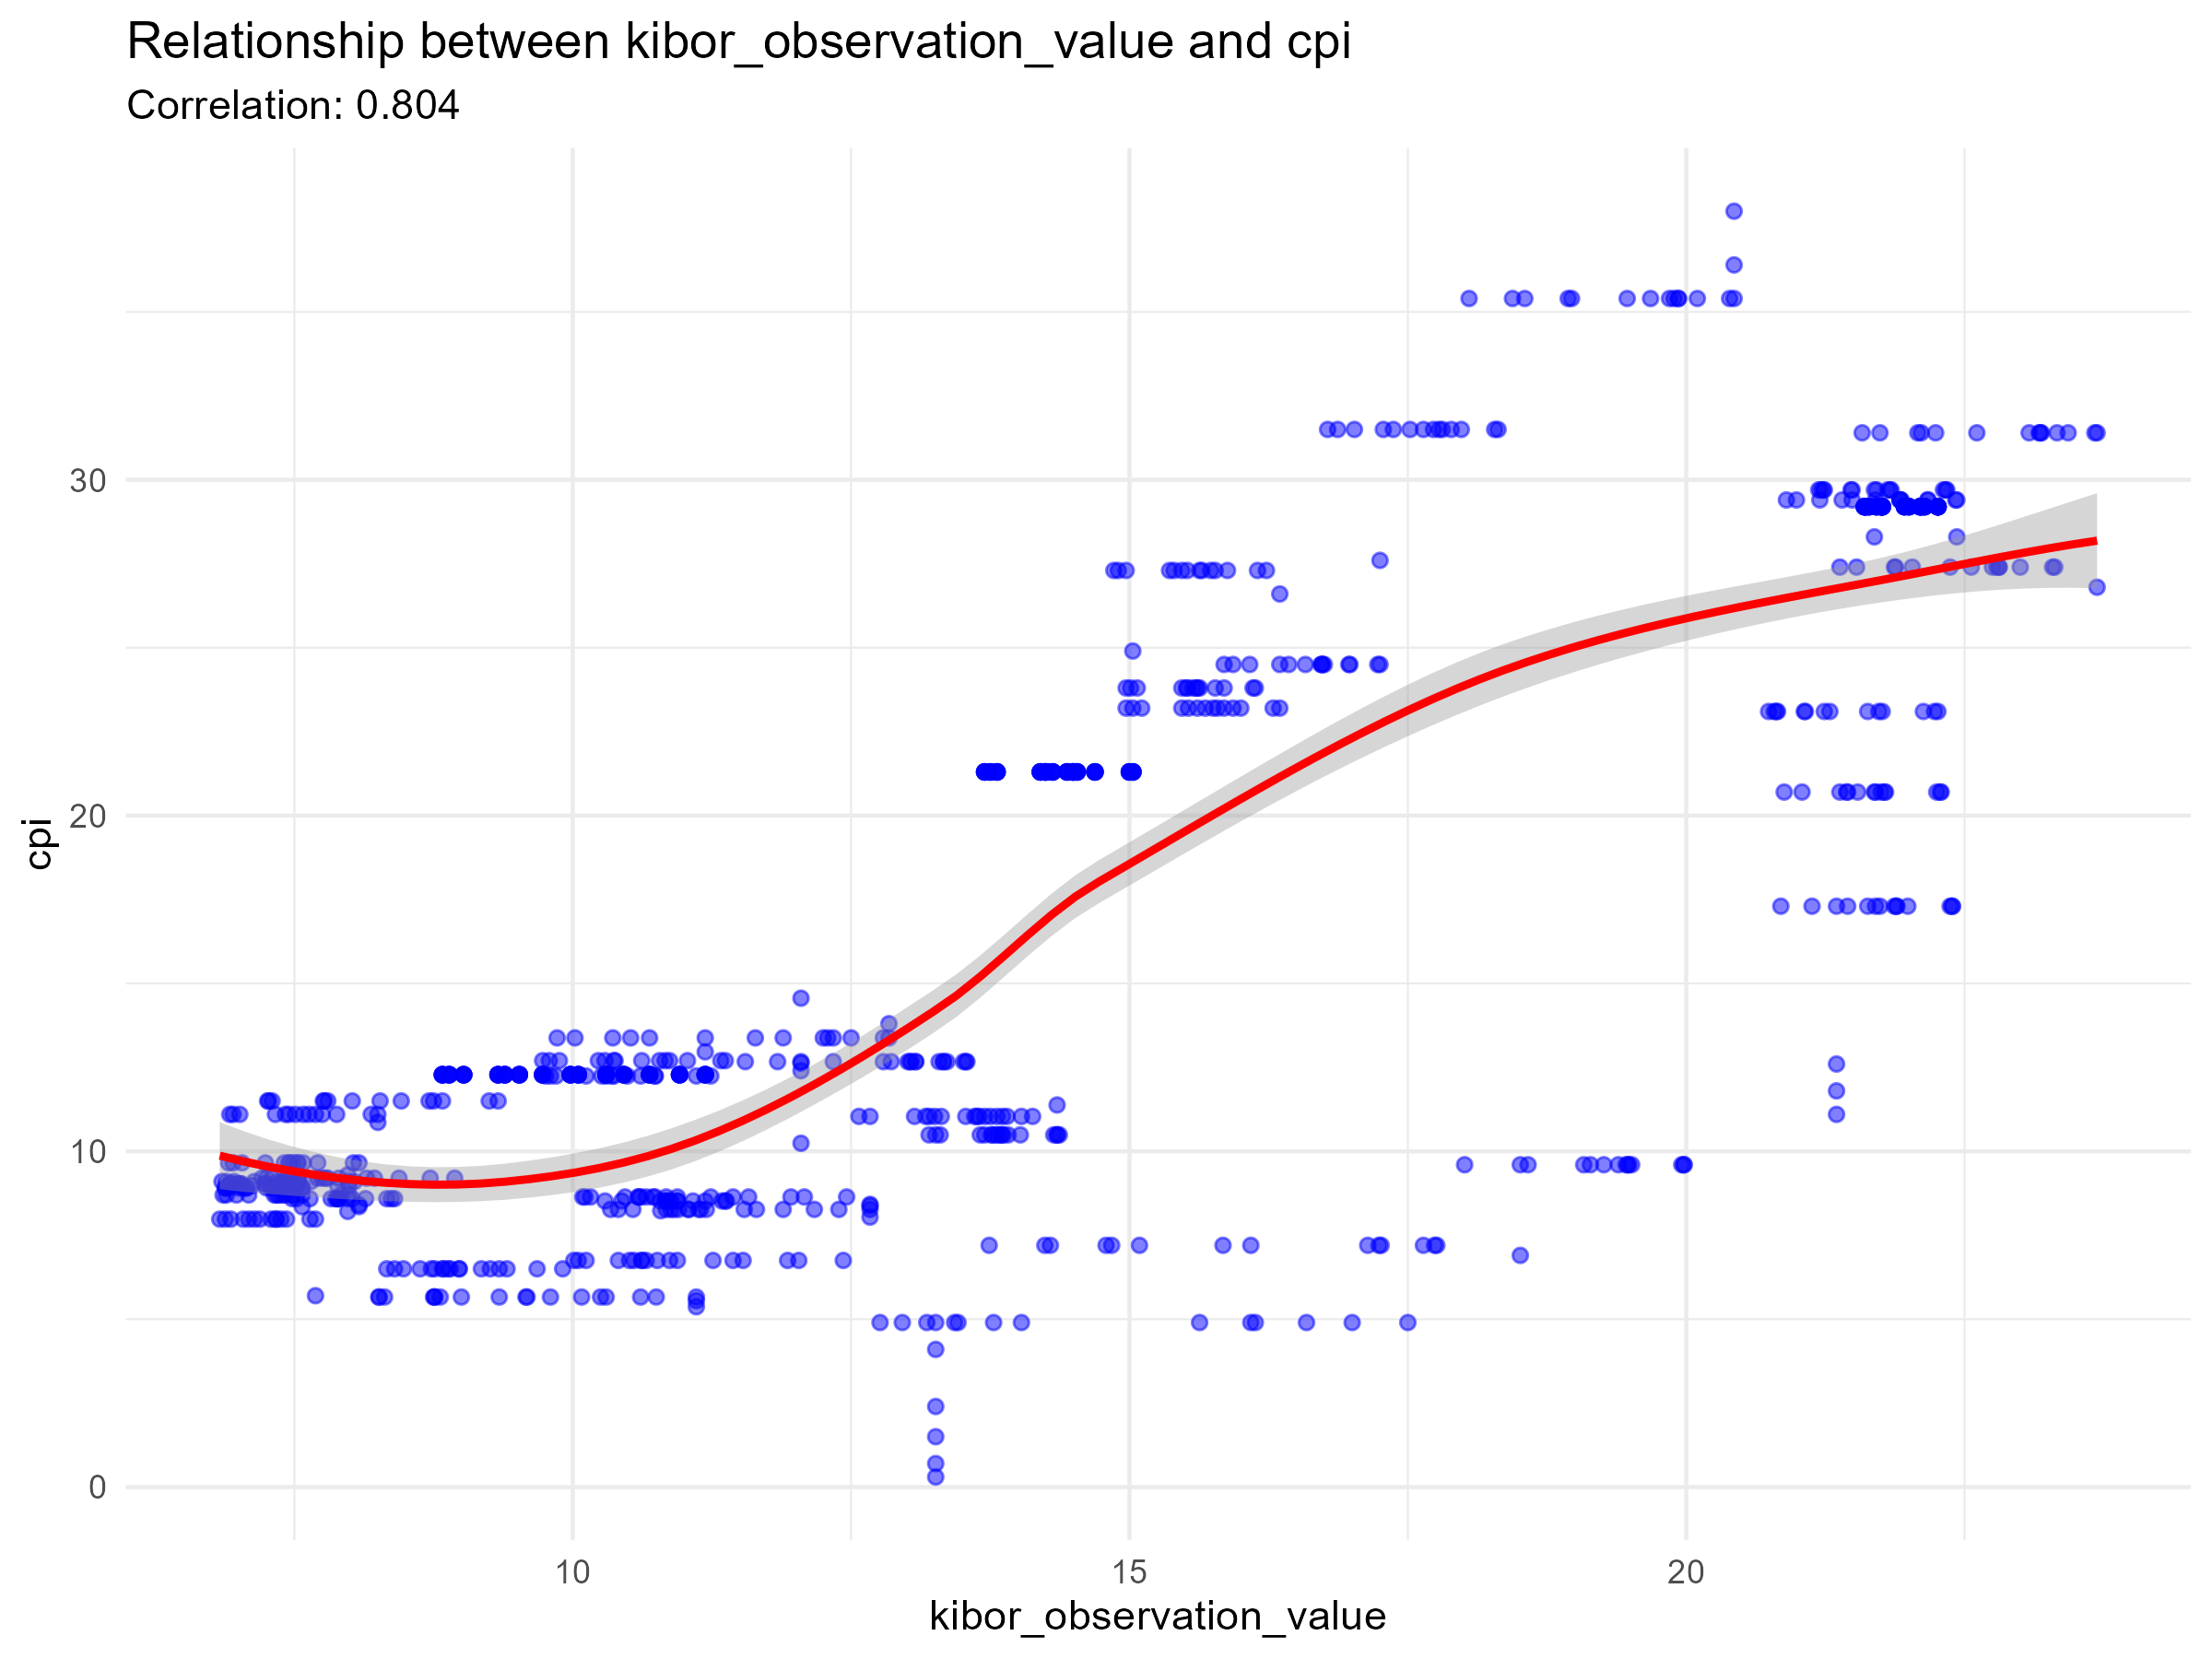 Relationship between kibor_observation_value and cpi
Correlation: 0.804
30
20
10
0
cpi
10
15
20
kibor_observation_value